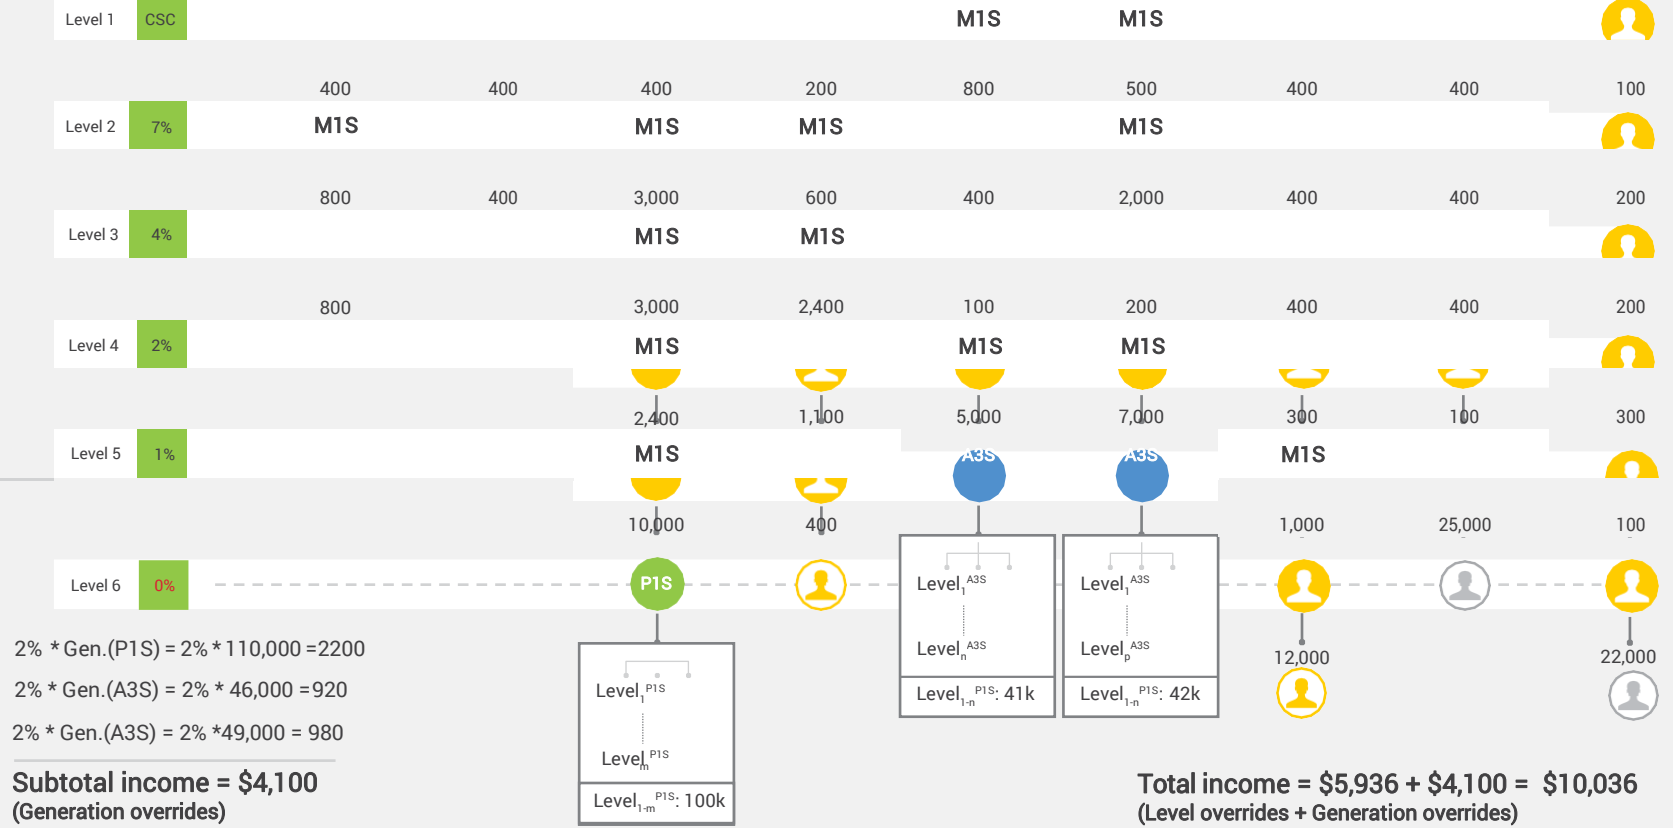 Level 1 CSC M1S M1S
400 400 400 200 800 500 400 400 100
Level 2 7% M1S M1S M1S M1S
800 400 3,000 600 400 2,000 400 400 200
Level 3 4% M1S M1S
800 3,000 2,400 100 200 400 400 200
Level 4 2% M1S M1S M1S
2,400 1,100 5,000 7,000 300 100 300
Level 5 1% M1S A3S A3S M1S
10,000 400 1,000 25,000 100
Level 6 0% P1S
Level1A3S Level1A3S
LevelnA3S LevelpA3S
Level1-nP1S: 41k Level1-nP1S: 42k
12,000 22,000
2% * Gen.(P1S) = 2% * 110,000 =2200
2% * Gen.(A3S) = 2% * 46,000 =920
2% * Gen.(A3S) = 2% *49,000 = 980
Level1P1S
LevelmP1S
Level1-mP1S: 100k
Subtotal income = $4,100
(Generation overrides)
Total income = $5,936 + $4,100 = $10,036
(Level overrides + Generation overrides)